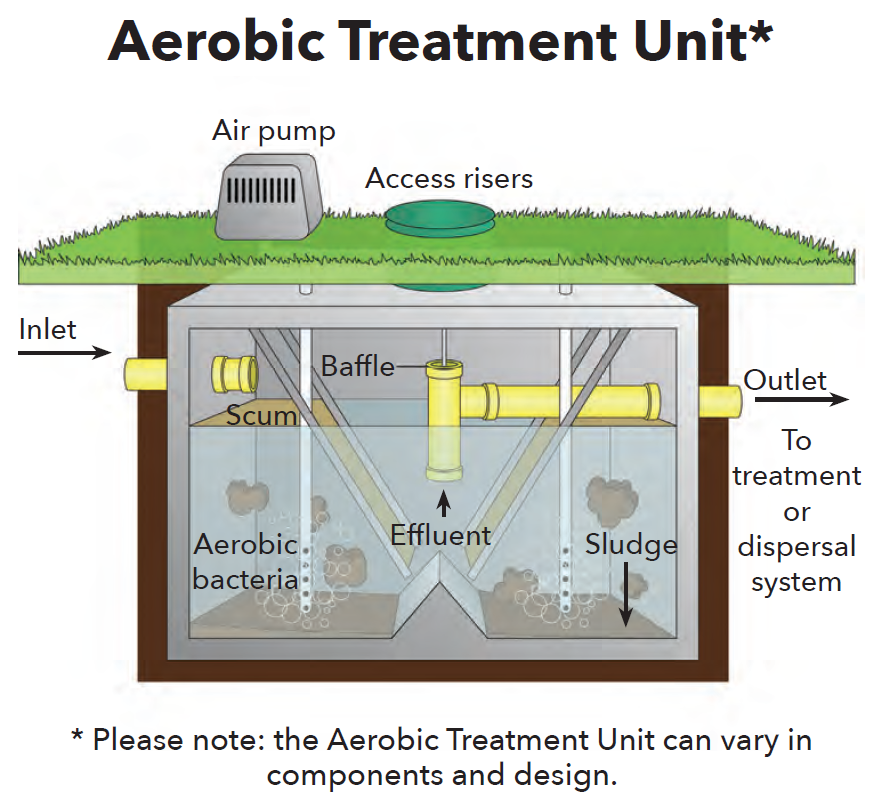 Aerobic Treatment Unit*
Air pump
Access risers
Inlet
Baffle
Outlet
Scum
To
treatment
or
dispersal
system
Effluent
Aerobic
bacteria
Sludge
* Please note: the Aerobic Treatment Unit can vary in
components and design.